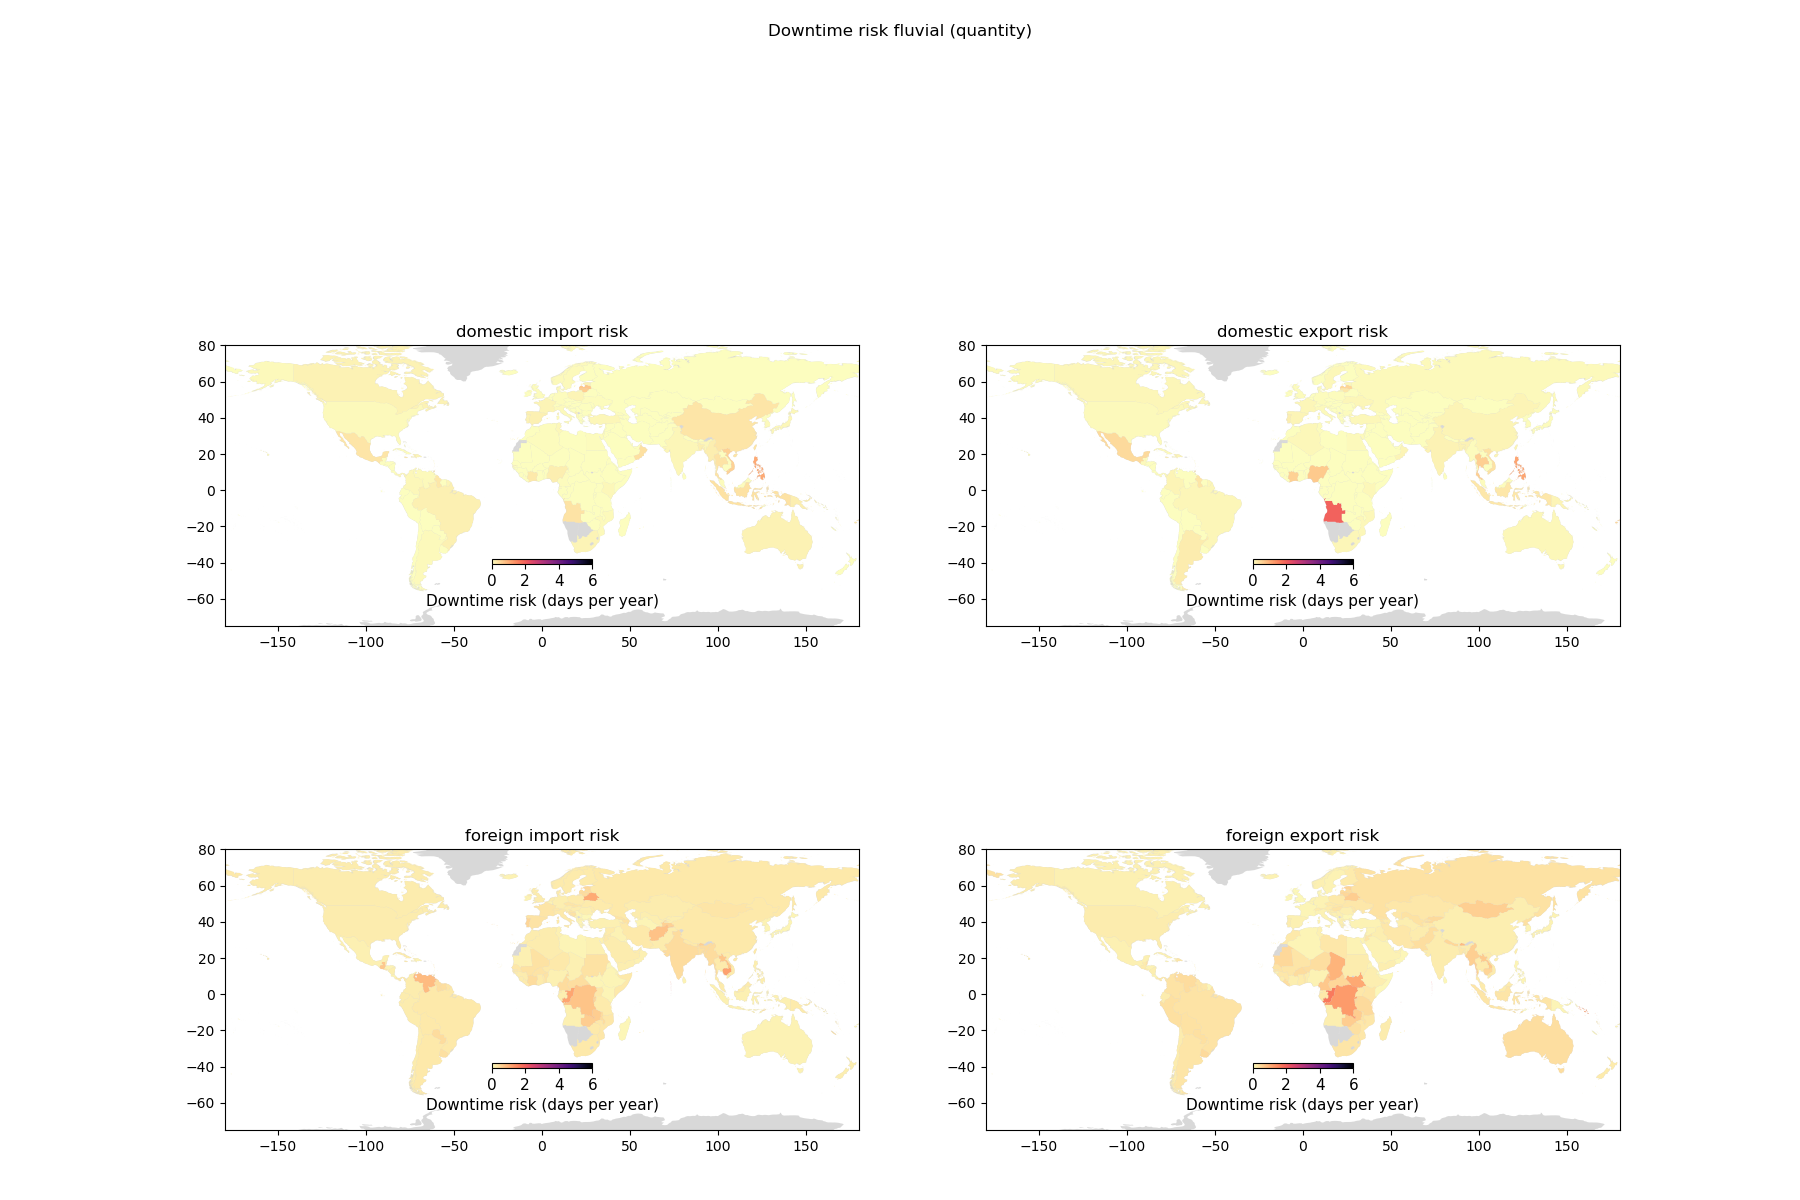 Downtime risk fluvial (quantity)
domestic import risk
80
60
40
20
0
−20
−40
−60
0 2 4 6
Downtime risk (days per year)
−150 −100 −50 0 50 100 150
domestic export risk
80
60
40
20
0
−20
−40
−60
0 2 4 6
Downtime risk (days per year)
−150 −100 −50 0 50 100 150
foreign import risk
80
60
40
20
0
−20
−40
−60
0 2 4 6
Downtime risk (days per year)
−150 −100 −50 0 50 100 150
foreign export risk
80
60
40
20
0
−20
−40
−60
0 2 4 6
Downtime risk (days per year)
−150 −100 −50 0 50 100 150